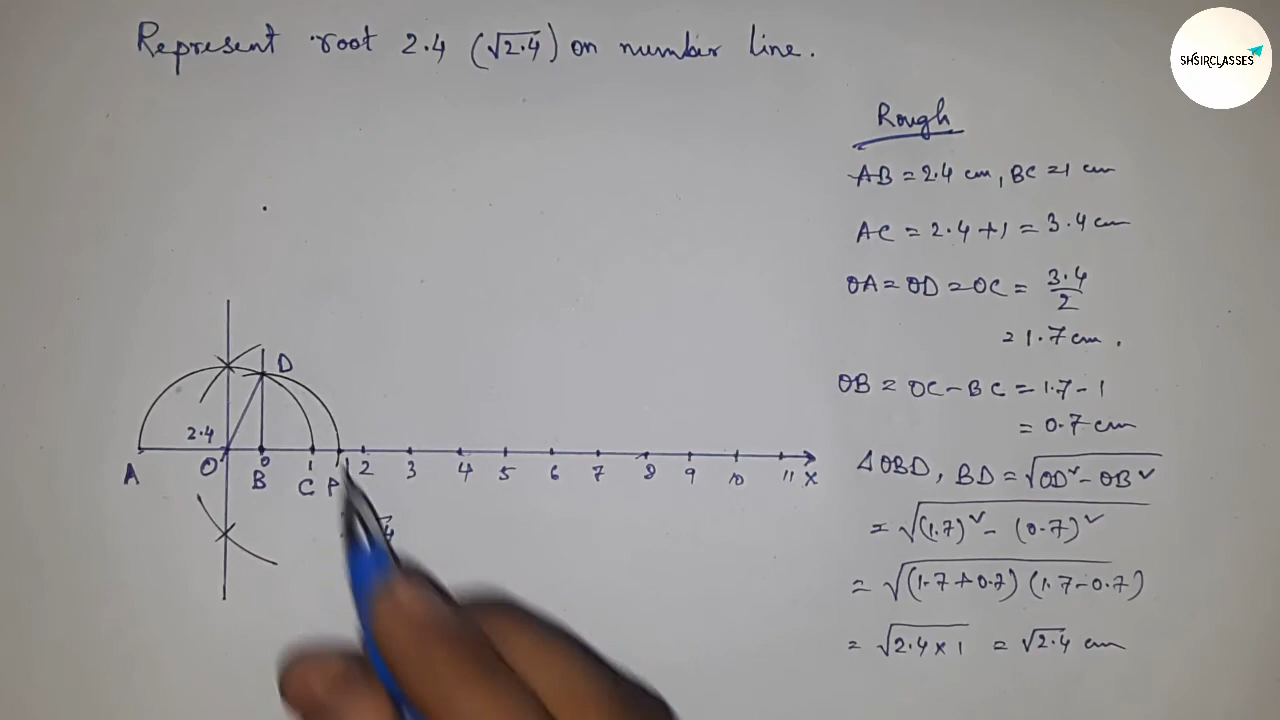 Represent root 2.4 (√2.4) on number line.
SHSIRCLASSES
Rough
AB = 2.4 cm, BC = 1 cm
AC = 2.4 + 1 = 3.4 cm
OA = OD = OC = 3.4/2
= 1.7 cm.
OB = OC - BC = 1.7 - 1
= 0.7 cm
Δ OBD, BD = √OD² - OB²
= √(1.7)² - (0.7)²
= √(1.7 + 0.7) (1.7 - 0.7)
= √2.4 × 1 = √2.4 cm
D
2.4
A O 0 B 1 C P 2 3 4 5 6 7 8 9 10 11 X